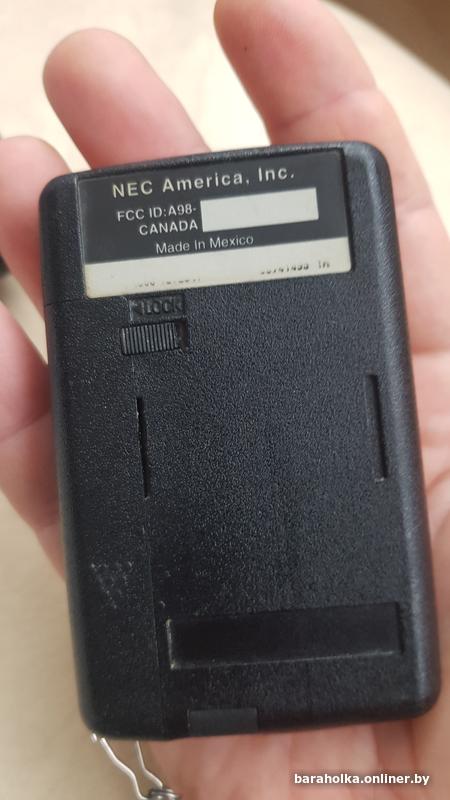 NEC America, Inc.
FCC ID:A98-
CANADA
Made In Mexico
LOCK
baraholka.onliner.by